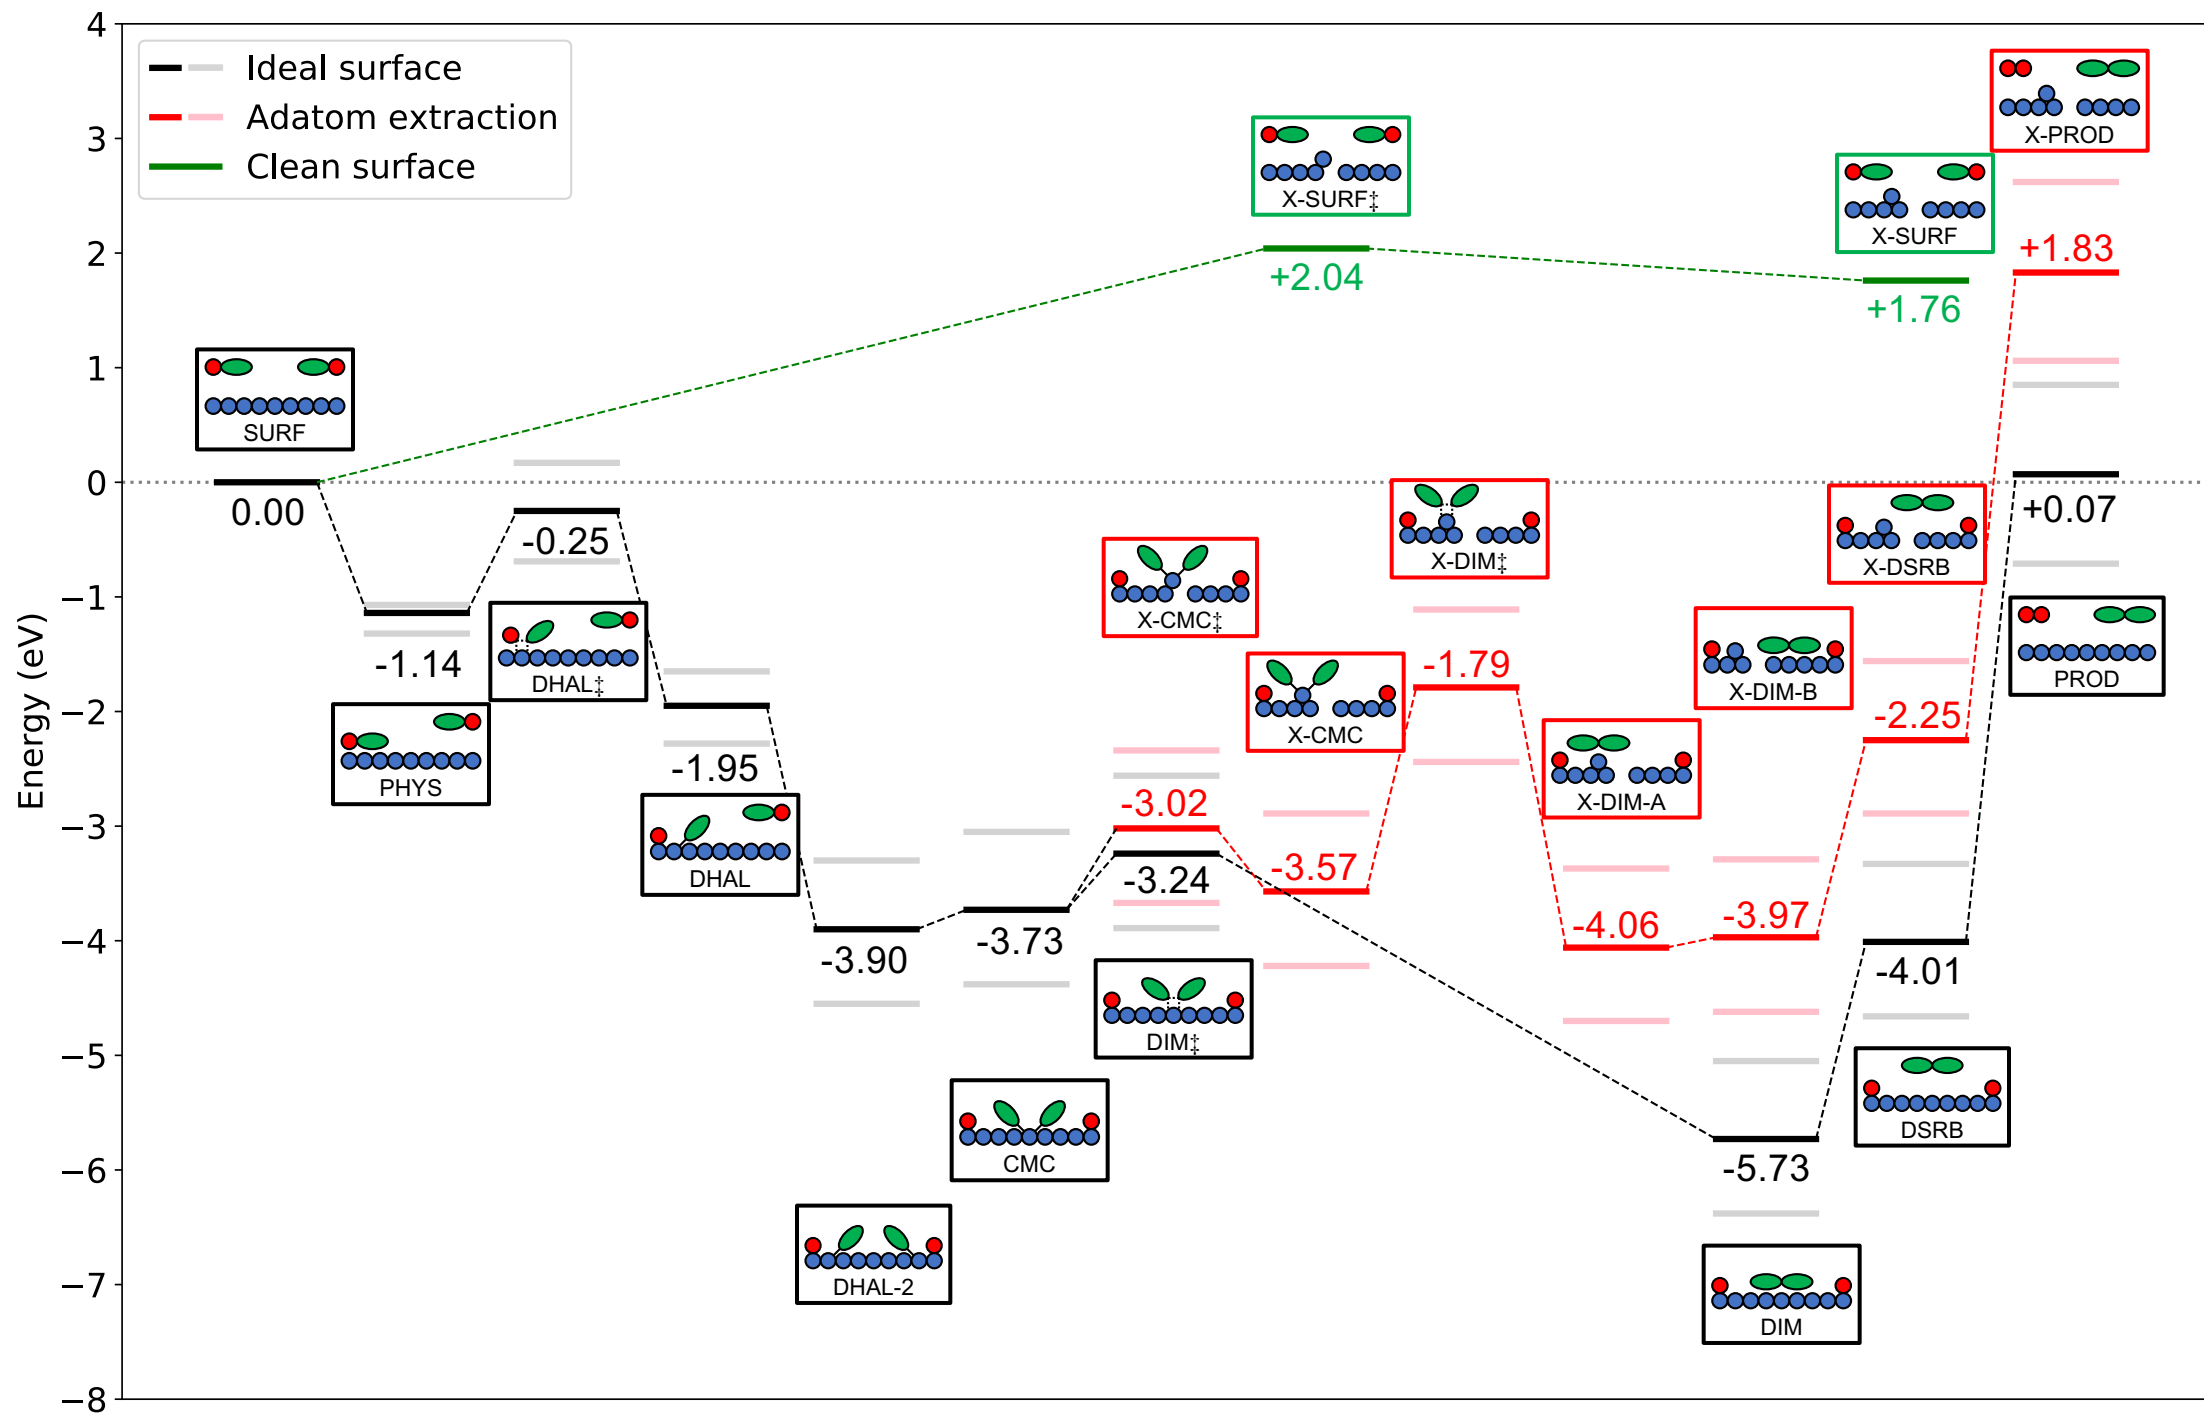 4
3
2
1
0
−1
−2
−3
−4
−5
−6
−7
−8
Energy (eV)
Ideal surface
Adatom extraction
Clean surface
SURF
0.00
-1.14
PHYS
-0.25
DHAL‡
-1.95
DHAL
-3.90
DHAL-2
-3.73
CMC
X-CMC‡
-3.02
-3.24
DIM‡
X-SURF‡
+2.04
X-CMC
-3.57
X-DIM‡
-1.79
X-DIM-A
-4.06
X-DIM-B
-3.97
-5.73
DIM
X-SURF
+1.76
X-DSRB
-2.25
-4.01
DSRB
X-PROD
+1.83
+0.07
PROD